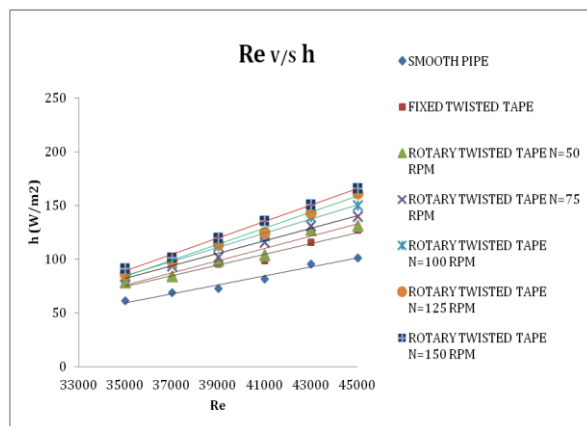 Re v/s h
250
200
150
100
50
0
h (W/m2)
33000 35000 37000 39000 41000 43000 45000
Re
SMOOTH PIPE
FIXED TWISTED TAPE
ROTARY TWISTED TAPE N=50
RPM
ROTARY TWISTED TAPE N=75
RPM
ROTARY TWISTED TAPE
N=100 RPM
ROTARY TWISTED TAPE
N=125 RPM
ROTARY TWISTED TAPE
N=150 RPM